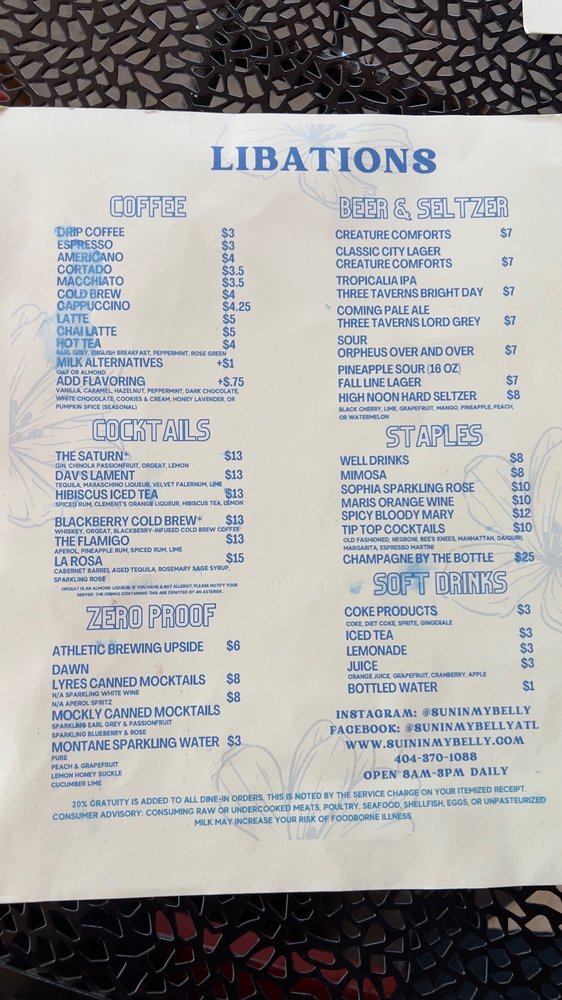 LIBATIONS
COFFEE
DRIP COFFEE $3
ESPRESSO $3
AMERICANO $4
CORTADO $3.5
MACCHIATO $3.5
COLD BREW $4
CAPPUCCINO $4.25
LATTE $5
CHAI LATTE $5
HOT TEA $4
EARL GREY, ENGLISH BREAKFAST, PEPPERMINT, ROSE GREEN
MILK ALTERNATIVES +$1
OAT OR ALMOND
ADD FLAVORING +$.75
VANILLA, CARAMEL, HAZELNUT, PEPPERMINT, DARK CHOCOLATE,
WHITE CHOCOLATE, COOKIES & CREAM, HONEY LAVENDER, OR
PUMPKIN SPICE (SEASONAL)
COCKTAILS
THE SATURN* $13
GIN, CHINOLA PASSIONFRUIT, ORGEAT, LEMON
DAV'S LAMENT $13
TEQUILA, MARASCHINO LIQUEUR, VELVET FALERNUM, LIME
HIBISCUS ICED TEA $13
SPICED RUM, CLEMENT'S ORANGE LIQUEUR, HIBISCUS TEA, LEMON
BLACKBERRY COLD BREW* $13
WHISKEY, ORGEAT, BLACKBERRY-INFUSED COLD BREW COFFEE
THE FLAMIGO $13
APEROL, PINEAPPLE RUM, SPICED RUM, LIME
LA ROSA $15
CABERNET BARREL AGED TEQUILA, ROSEMARY SAGE SYRUP,
SPARKLING ROSE
ORGEAT IS AN ALMOND LIQUEUR. IF YOU HAVE A NUT ALLERGY, PLEASE NOTIFY YOUR
SERVER. THE DRINKS CONTAINING THIS ARE DENOTED BY AN ASTERISK.
ZERO PROOF
ATHLETIC BREWING UPSIDE $6
DAWN
LYRES CANNED MOCKTAILS $8
N/A SPARKLING WHITE WINE
N/A APEROL SPRITZ $8
MOCKLY CANNED MOCKTAILS
SPARKLING EARL GREY & PASSIONFRUIT
SPARKLING BLUEBERRY & ROSE
MONTANE SPARKLING WATER $3
PURE
PEACH & GRAPEFRUIT
LEMON HONEY SUCKLE
CUCUMBER LIME
BEER & SELTZER
CREATURE COMFORTS $7
CLASSIC CITY LAGER
CREATURE COMFORTS $7
TROPICALIA IPA
THREE TAVERNS BRIGHT DAY $7
COMING PALE ALE
THREE TAVERNS LORD GREY $7
SOUR
ORPHEUS OVER AND OVER $7
PINEAPPLE SOUR (16 OZ)
FALL LINE LAGER $7
HIGH NOON HARD SELTZER $8
BLACK CHERRY, LIME, GRAPEFRUIT, MANGO, PINEAPPLE, PEACH,
OR WATERMELON
STAPLES
WELL DRINKS $8
MIMOSA $8
SOPHIA SPARKLING ROSE $10
MARIS ORANGE WINE $10
SPICY BLOODY MARY $12
TIP TOP COCKTAILS $10
OLD FASHIONED, NEGRONI, BEE'S KNEES, MANHATTAN, DAIQUIRI,
MARGARITA, ESPRESSO MARTINI
CHAMPAGNE BY THE BOTTLE $25
SOFT DRINKS
COKE PRODUCTS $3
COKE, DIET COKE, SPRITE, GINGERALE
ICED TEA $3
LEMONADE $3
JUICE $3
ORANGE JUICE, GRAPEFRUIT, CRANBERRY, APPLE
BOTTLED WATER $1
INSTAGRAM: @SUNINMYBELLY
FACEBOOK: @SUNINMYBELLYATL
WWW.SUININMYBELLY.COM
404-370-1088
OPEN 8AM-3PM DAILY
20% GRATUITY IS ADDED TO ALL DINE-IN ORDERS, THIS IS NOTED BY THE SERVICE CHARGE ON YOUR ITEMIZED RECEIPT.
CONSUMER ADVISORY: CONSUMING RAW OR UNDERCOOKED MEATS, POULTRY, SEAFOOD, SHELLFISH, EGGS, OR UNPASTEURIZED
MILK MAY INCREASE YOUR RISK OF FOODBORNE ILLNESS